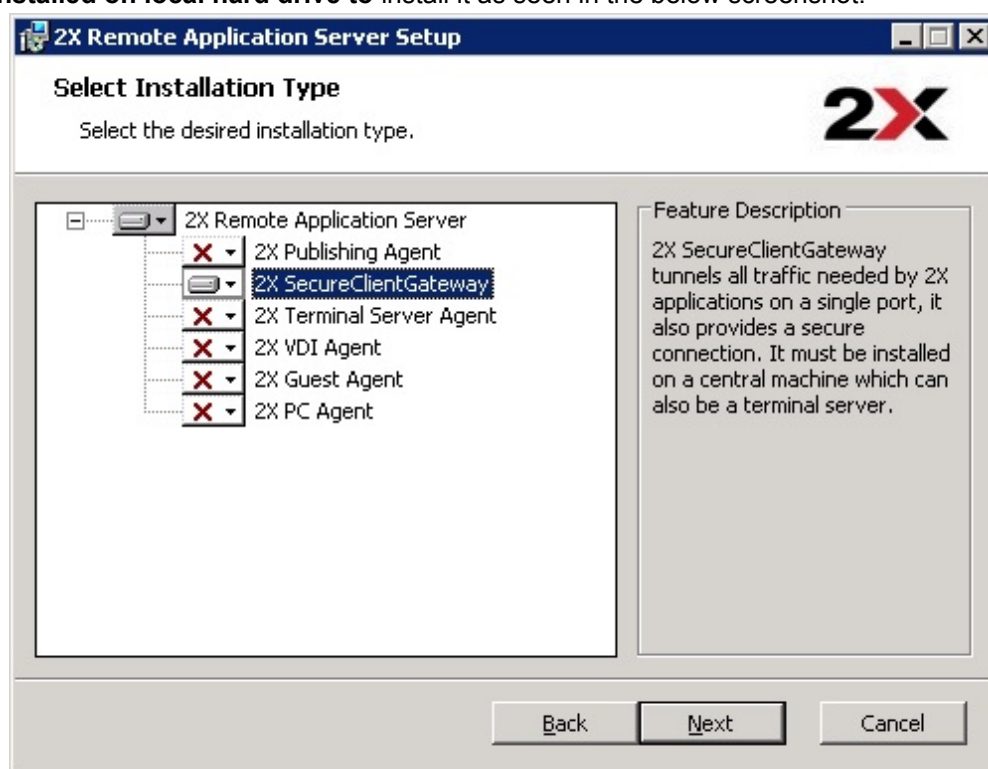 nstalled on local hard drive to install it as seen in the below screenshot.
2X Remote Application Server Setup
Select Installation Type
Select the desired installation type.
2X
2X Remote Application Server
2X Publishing Agent
2X SecureClientGateway
2X Terminal Server Agent
2X VDI Agent
2X Guest Agent
2X PC Agent
Feature Description
2X SecureClientGateway
tunnels all traffic needed by 2X
applications on a single port, it
also provides a secure
connection. It must be installed
on a central machine which can
also be a terminal server.
Back Next Cancel